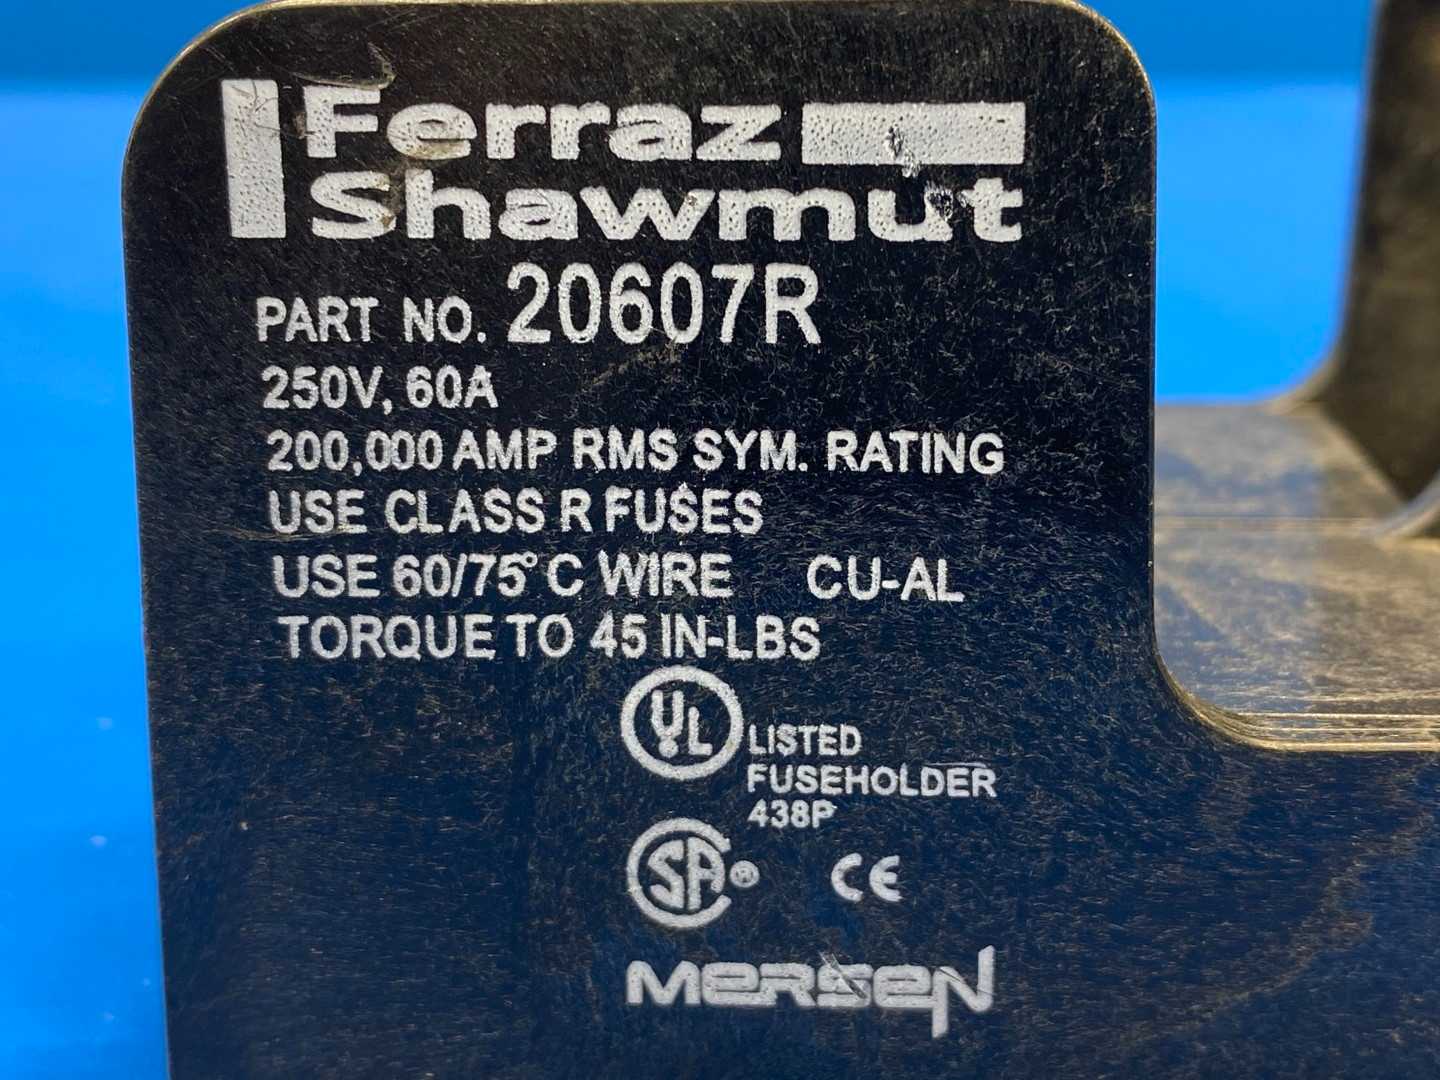 Ferraz
Shawmut
PART NO. 20607R
250V, 60A
200,000 AMP RMS SYM. RATING
USE CLASS R FUSES
USE 60/75°C WIRE CU-AL
TORQUE TO 45 IN-LBS
UL LISTED
FUSEHOLDER
438P
SA ® CE
MERSEN